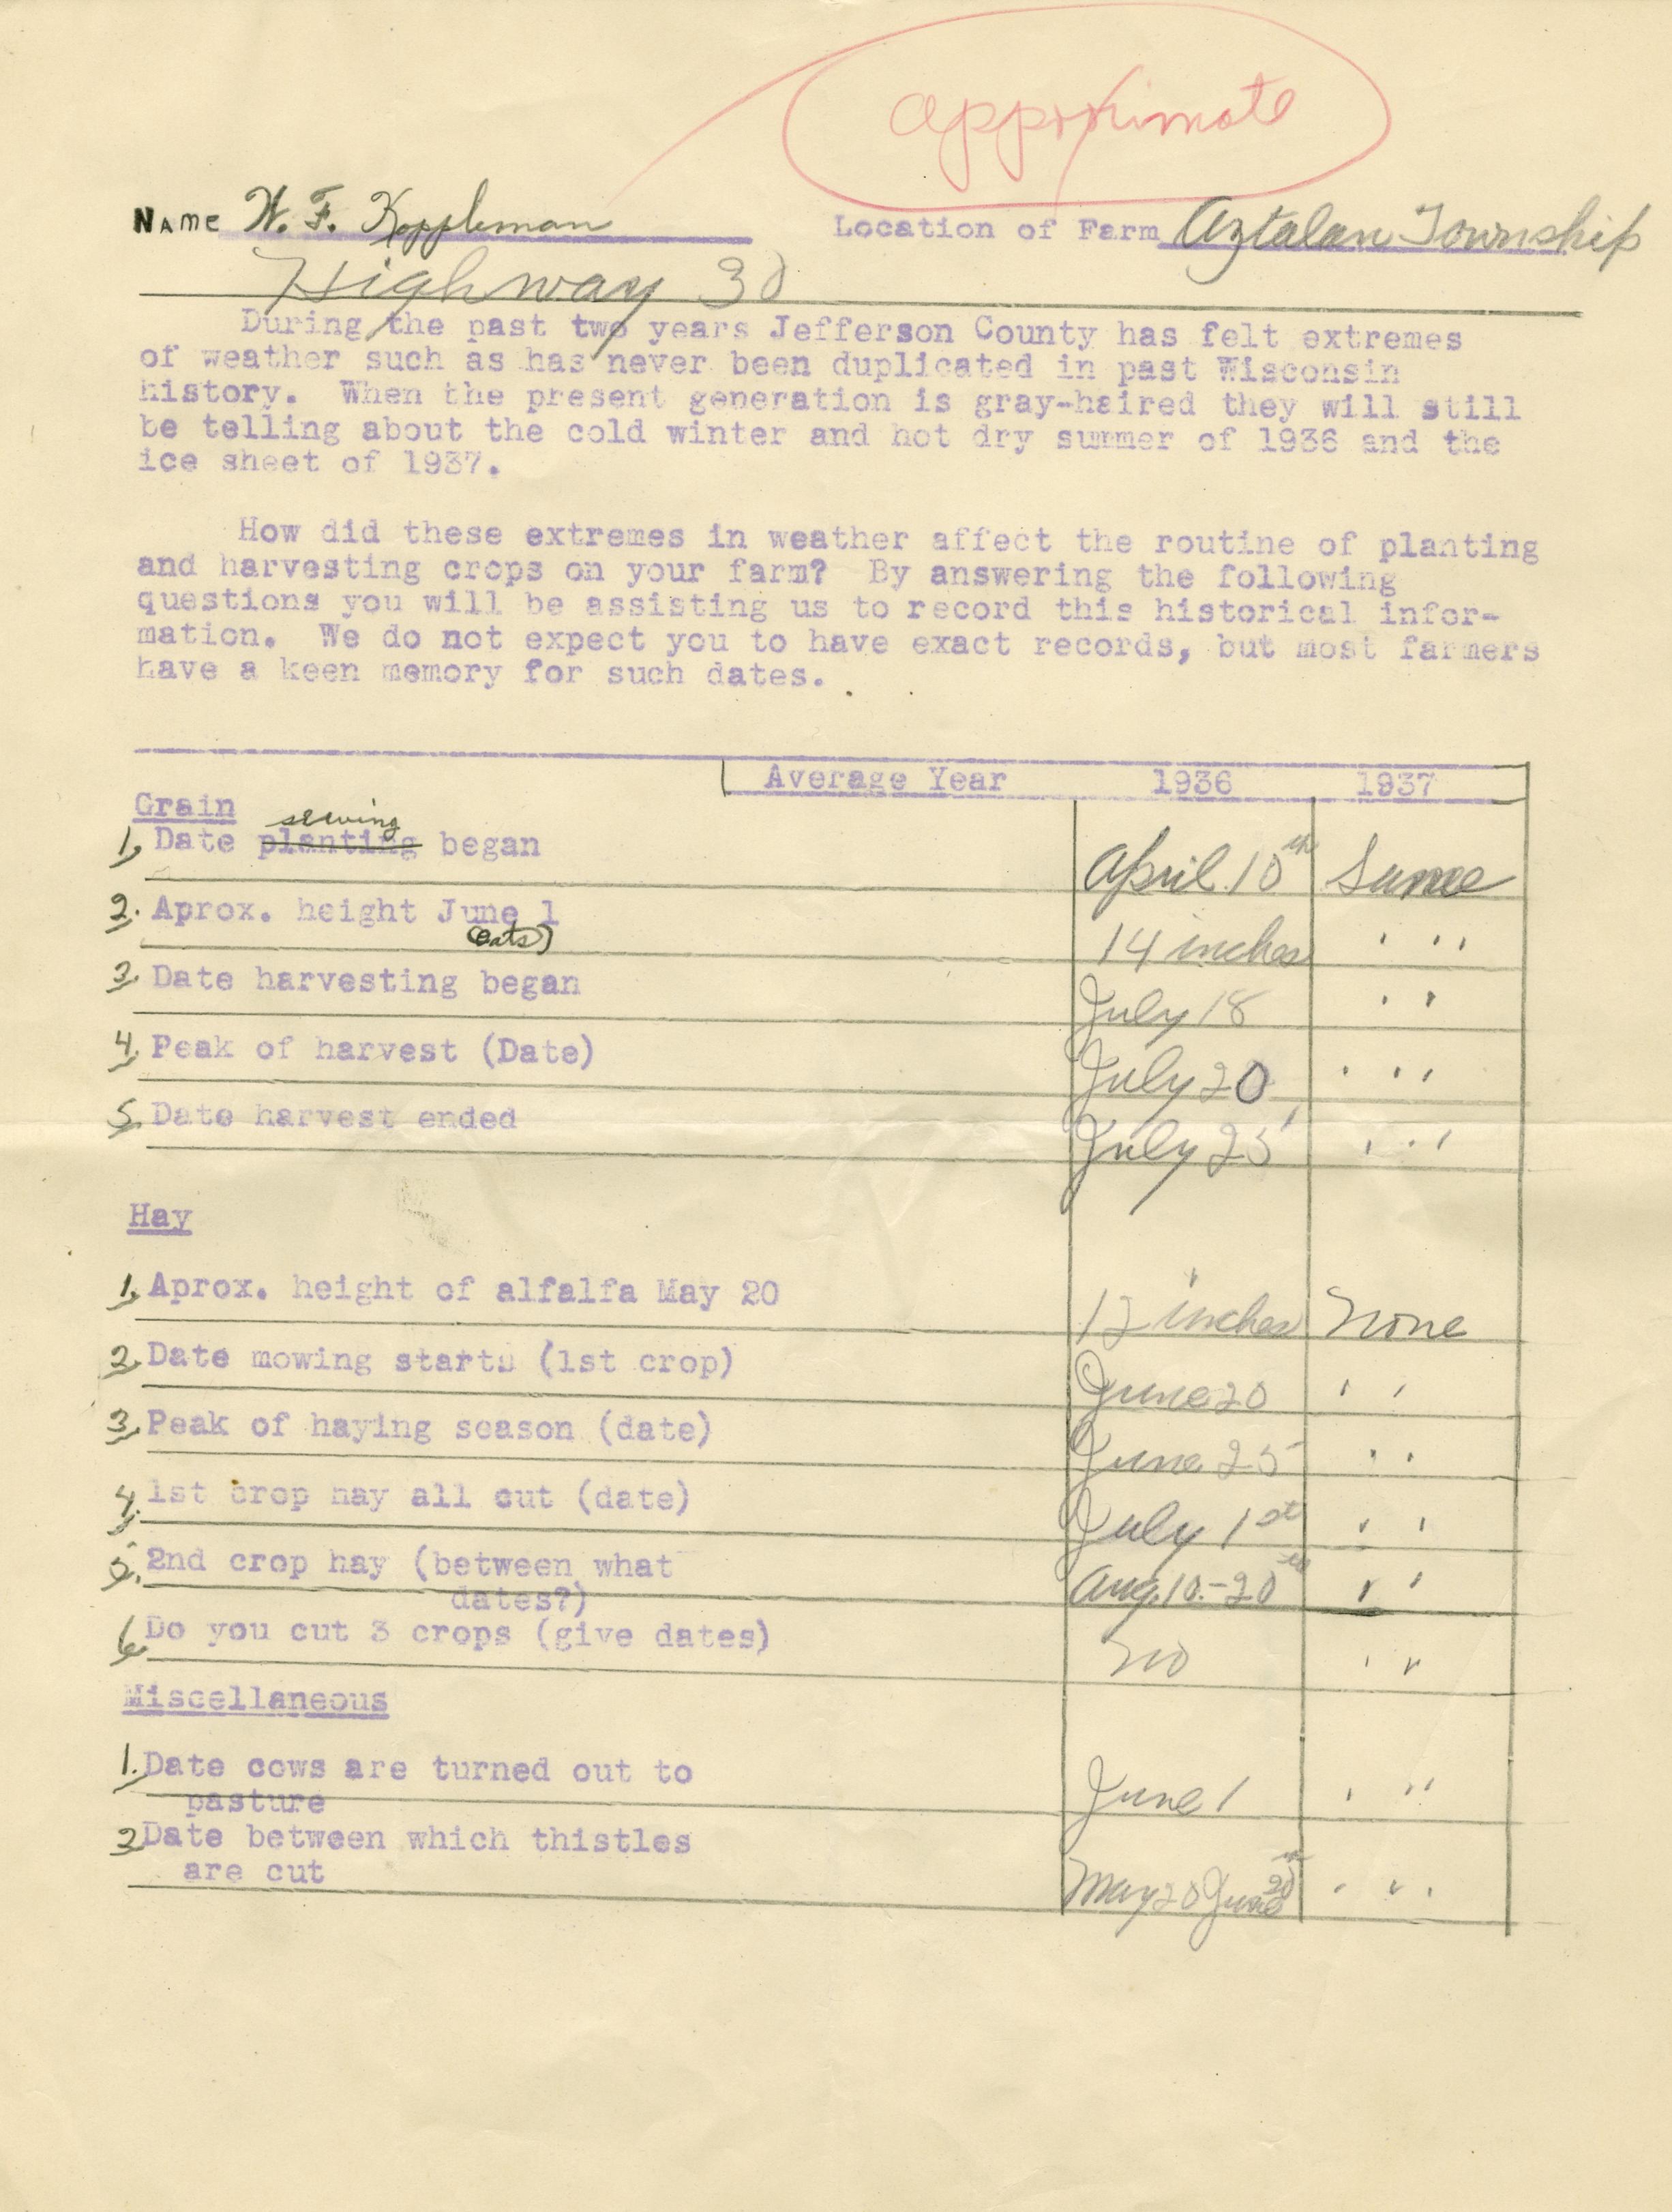 approximate
Name W. F. Koppleman Location of Farm Aztalan Township
Highway 30
During the past two years Jefferson County has felt extremes
of weather such as has never been duplicated in past Wisconsin
history. When the present generation is gray-haired they will still
be telling about the cold winter and hot dry summer of 1936 and the
ice sheet of 1937.
How did these extremes in weather affect the routine of planting
and harvesting crops on your farm? By answering the following
questions you will be assisting us to record this historical infor-
mation. We do not expect you to have exact records, but most farmers
have a keen memory for such dates.
Average Year 1936 1937
Grain
sewing
1, Date planting began April 10th Same
2. Aprox. height June 1 14 inches " "
(oats)
3. Date harvesting began July 18 " "
4. Peak of harvest (Date) July 20 " "
5. Date harvest ended July 25 " "
Hay
1, Aprox. height of alfalfa May 20 12 inches None
2, Date mowing starts (1st crop) June 20 " "
3, Peak of haying season (date) June 25 " "
4. 1st crop hay all cut (date) July 1st " "
5. 2nd crop hay (between what Aug. 10.-20th " "
dates?)
6. Do you cut 3 crops (give dates) no " "
Miscellaneous
1. Date cows are turned out to June 1 " "
pasture
2 Date between which thistles
are cut May 20 June 20th " "